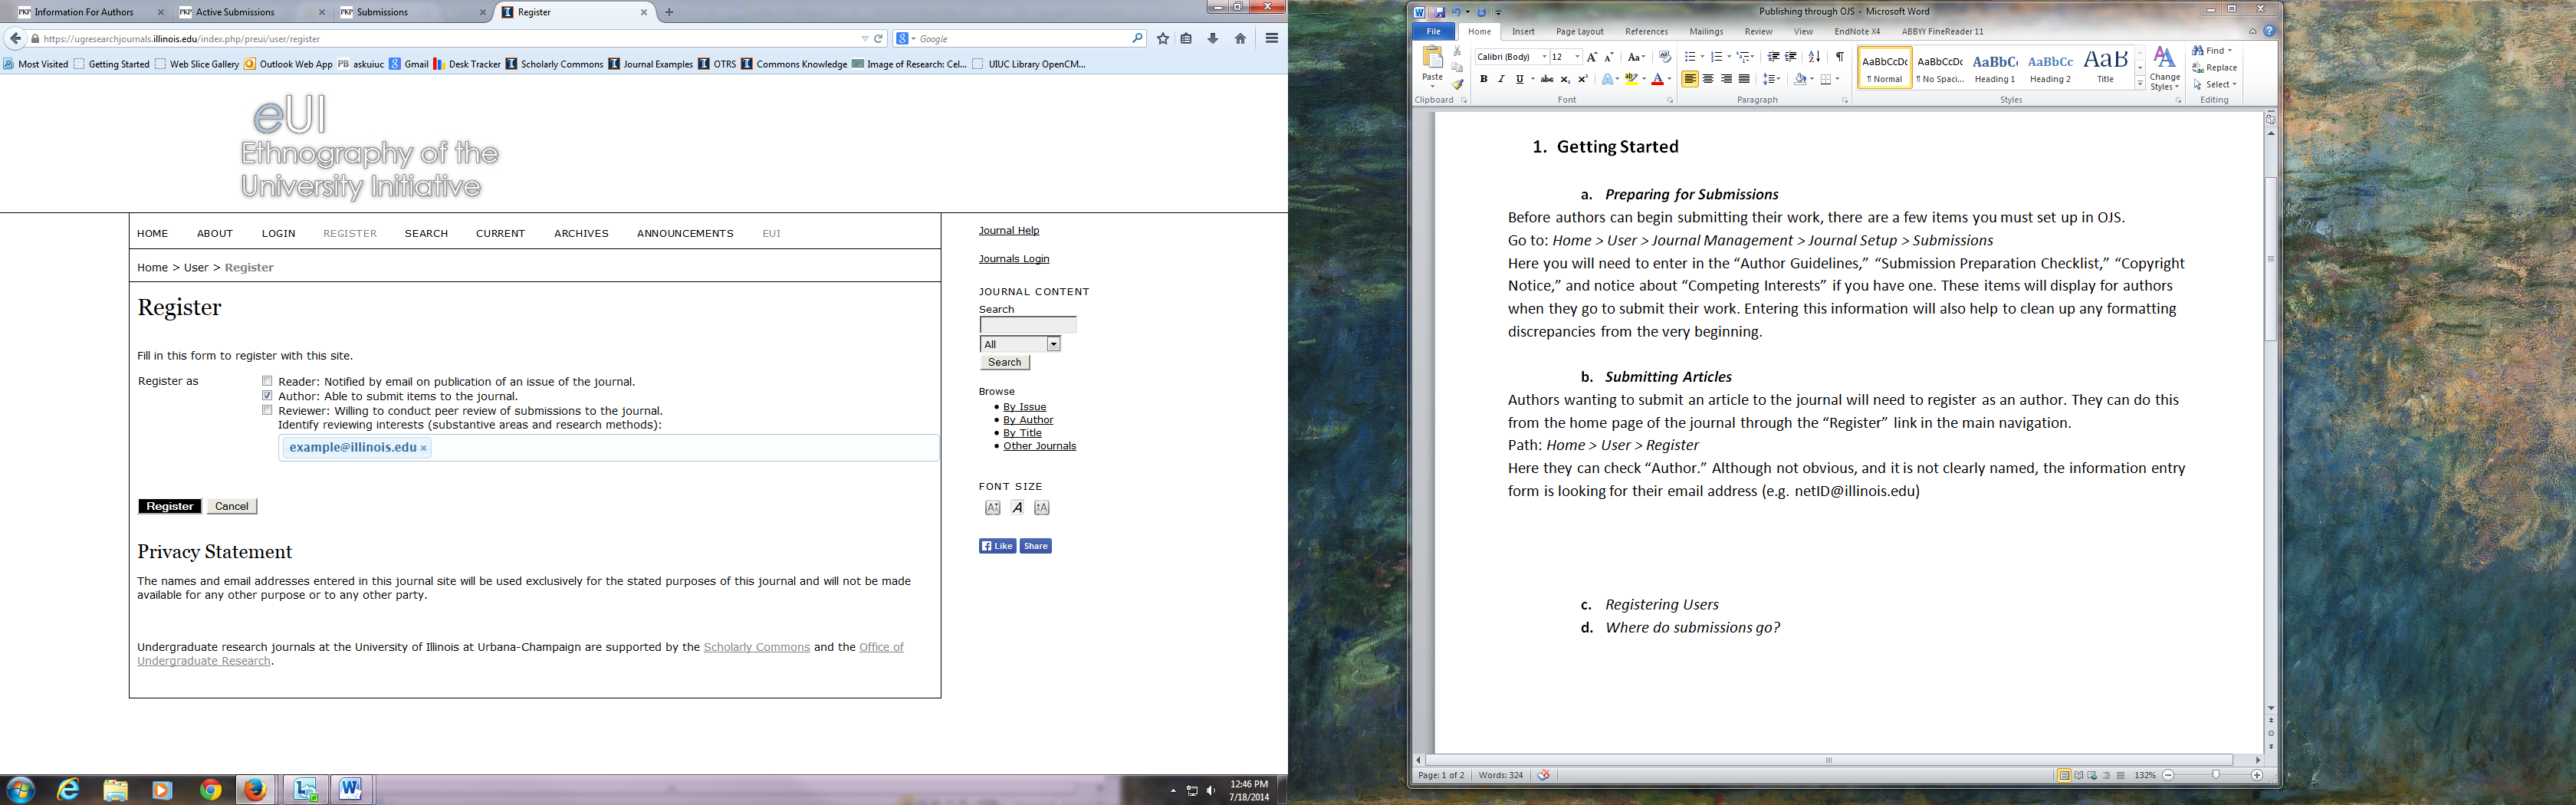 Information For Authors
Active Submissions
Submissions
Register
https://ugresearchjournals.illinois.edu/index.php/preui/user/register
Google
Most Visited
Getting Started
Web Slice Gallery
Outlook Web App
PB askuiuc
Gmail
Desk Tracker
Scholarly Commons
Journal Examples
OTRS
Commons Knowledge
Image of Research: Cel...
UIUC Library OpenCM...
eUI
Ethnography of the
University Initiative
HOME ABOUT LOGIN REGISTER SEARCH CURRENT ARCHIVES ANNOUNCEMENTS EUI
Home > User > Register
Register
Fill in this form to register with this site.
Register as
Reader: Notified by email on publication of an issue of the journal.
Author: Able to submit items to the journal.
Reviewer: Willing to conduct peer review of submissions to the journal.
Identify reviewing interests (substantive areas and research methods):
example@illinois.edu ×
Register Cancel
Privacy Statement
The names and email addresses entered in this journal site will be used exclusively for the stated purposes of this journal and will not be made
available for any other purpose or to any other party.
Undergraduate research journals at the University of Illinois at Urbana-Champaign are supported by the Scholarly Commons and the Office of
Undergraduate Research.
Journal Help
Journals Login
JOURNAL CONTENT
Search
All
Search
Browse
• By Issue
• By Author
• By Title
• Other Journals
FONT SIZE
A A A
Like Share
12:46 PM
7/18/2014
Publishing through OJS - Microsoft Word
File Home Insert Page Layout References Mailings Review View EndNote X4 ABBYY FineReader 11
Paste
Clipboard
Calibri (Body) 12
B I U abc x₂ x²
Font
Paragraph
AaBbCcDc AaBbCcDc AaBbC AaBbCc AaB
¶ Normal ¶ No Spaci... Heading 1 Heading 2 Title
Change
Styles
Styles
Find
Replace
Select
Editing
1. Getting Started
a. Preparing for Submissions
Before authors can begin submitting their work, there are a few items you must set up in OJS.
Go to: Home > User > Journal Management > Journal Setup > Submissions
Here you will need to enter in the “Author Guidelines,” “Submission Preparation Checklist,” “Copyright
Notice,” and notice about “Competing Interests” if you have one. These items will display for authors
when they go to submit their work. Entering this information will also help to clean up any formatting
discrepancies from the very beginning.
b. Submitting Articles
Authors wanting to submit an article to the journal will need to register as an author. They can do this
from the home page of the journal through the “Register” link in the main navigation.
Path: Home > User > Register
Here they can check “Author.” Although not obvious, and it is not clearly named, the information entry
form is looking for their email address (e.g. netID@illinois.edu)
c. Registering Users
d. Where do submissions go?
Page: 1 of 2 Words: 324
132%